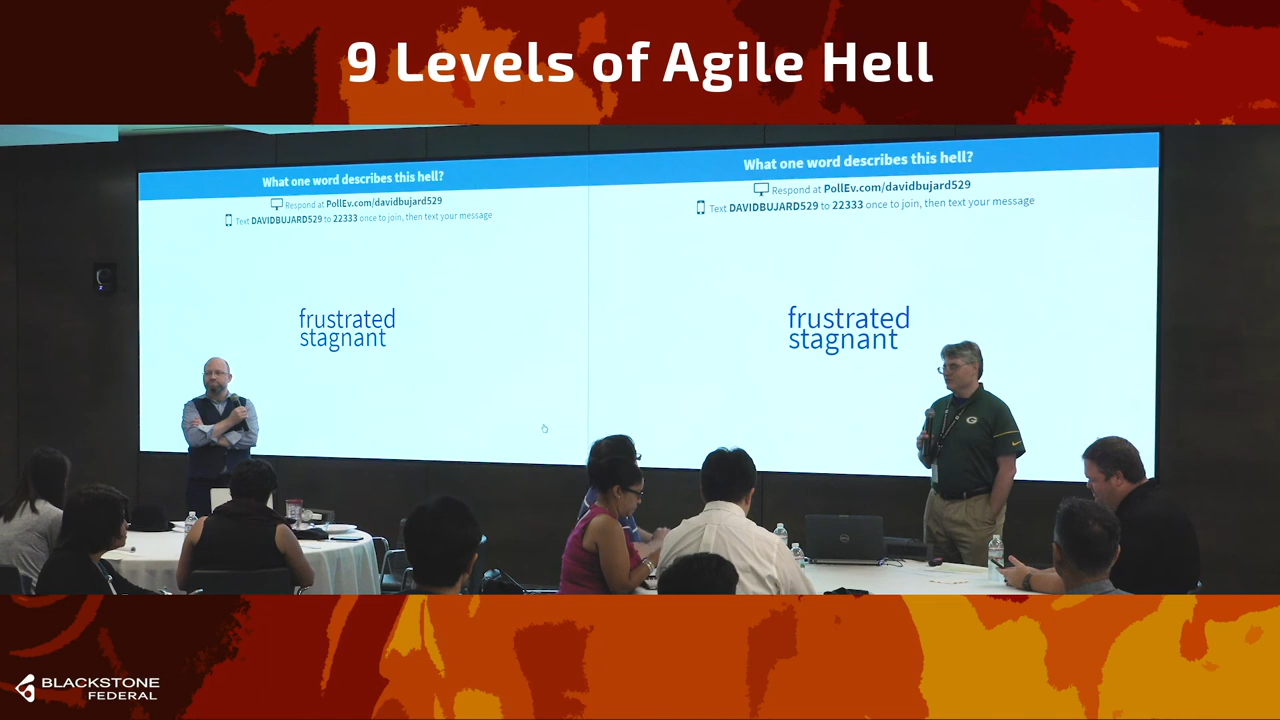 9 Levels of Agile Hell
What one word describes this hell?
Respond at PollEv.com/davidbujard529
Text DAVIDBUJARD529 to 22333 once to join, then text your message
frustrated
stagnant
What one word describes this hell?
Respond at PollEv.com/davidbujard529
Text DAVIDBUJARD529 to 22333 once to join, then text your message
frustrated
stagnant
G
DELL
BLACKSTONE
FEDERAL